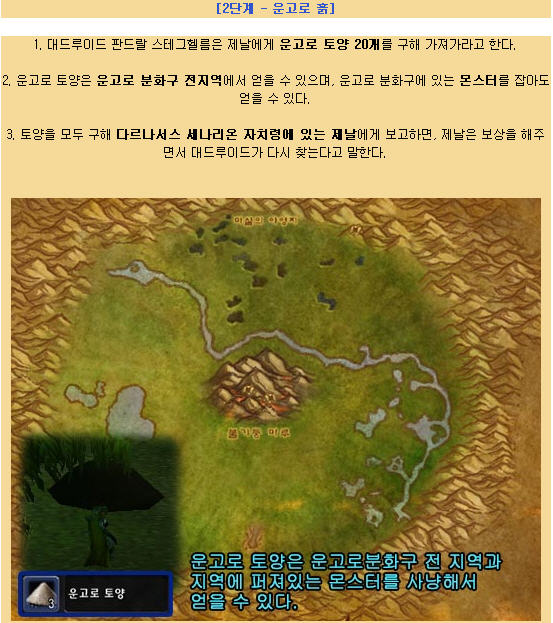 [2단계 - 운고로 흙]
1. 대드루이드 판드랄 스테그헬름은 제날에게 운고로 토양 20개를 구해 가져가라고 한다.
2. 운고로 토양은 운고로 분화구 전지역에서 얻을 수 있으며, 운고로 분화구에 있는 몬스터를 잡아도
얻을 수 있다.
3. 토양을 모두 구해 다르나서스 세나리온 자치령에 있는 제날에게 보고하면, 제날은 보상을 해주
면서 대드루이드가 다시 찾는다고 말한다.
불기둥 마루
운고로 토양은 운고로분화구 전 지역과
지역에 퍼져있는 몬스터를 사냥해서
얻을 수 있다.
3
운고로 토양